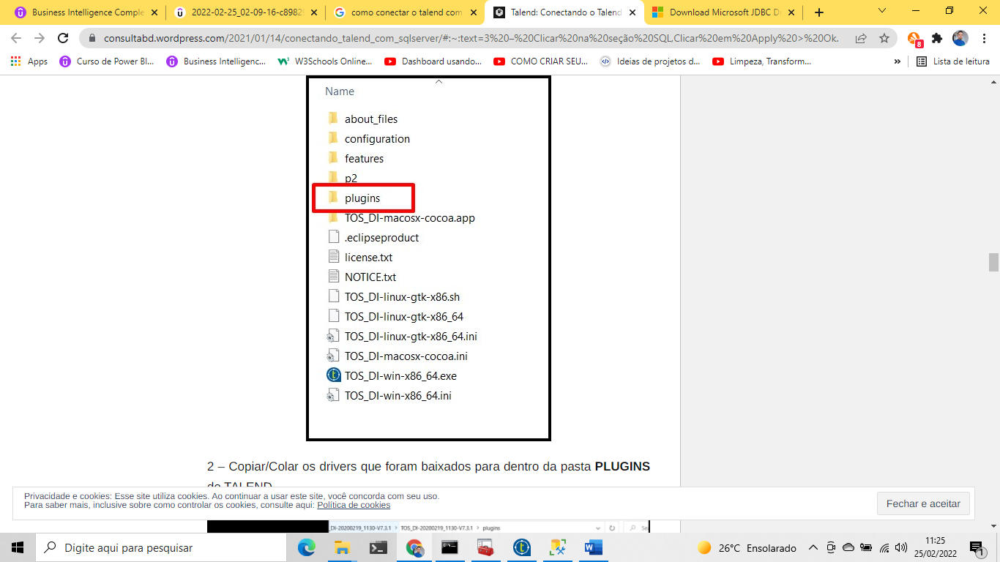 Business Intelligence Comple
2022-02-25_02-09-16-c8982
como conectar o talend com
Talend: Conectando o Talend
Download Microsoft JDBC D
consultabd.wordpress.com/2021/01/14/conectando_talend_com_sqlserver/#:~:text=3%20–%20Clicar%20na%20seção%20SQL,Clicar%20em%20Apply%20>%20Ok.
8
Apps
Curso de Power BI...
Business Intelligenc...
W3Schools Online...
Dashboard usando...
COMO CRIAR SEU...
Ideias de projetos d...
Limpeza, Transform...
»
Lista de leitura
Name
about_files
configuration
features
p2
plugins
TOS_DI-macosx-cocoa.app
.eclipseproduct
license.txt
NOTICE.txt
TOS_DI-linux-gtk-x86.sh
TOS_DI-linux-gtk-x86_64
TOS_DI-linux-gtk-x86_64.ini
TOS_DI-macosx-cocoa.ini
TOS_DI-win-x86_64.exe
TOS_DI-win-x86_64.ini
2 – Copiar/Colar os drivers que foram baixados para dentro da pasta PLUGINS
do TALEND
Privacidade e cookies: Esse site utiliza cookies. Ao continuar a usar este site, você concorda com seu uso.
Para saber mais, inclusive sobre como controlar os cookies, consulte aqui: Política de cookies
Fechar e aceitar
_DI-20200219_1130-V7.3.1 > TOS_DI-20200219_1130-V7.3.1 > plugins
Digite aqui para pesquisar
26°C Ensolarado
11:25
25/02/2022
1